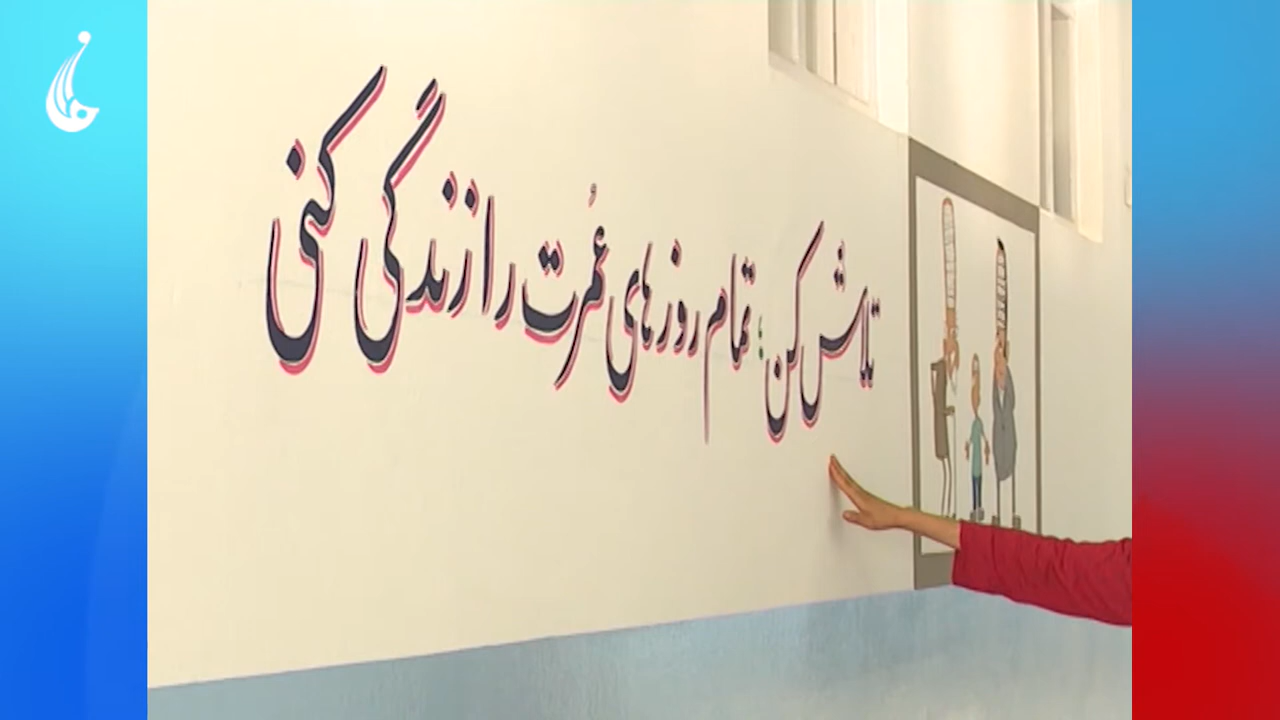 تلاش کن؛ تمام روزهای عُمرت را زندگی کنی